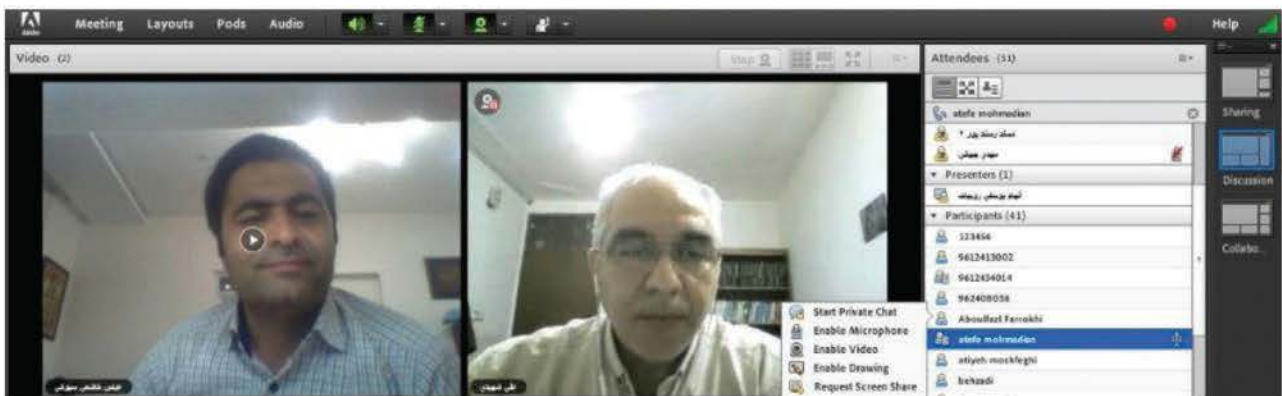 Adobe
Meeting Layouts Pods Audio Help
Video (2)
Stop
Attendees (51)
atefe mohmadian
Presenters (1)
Participants (41)
123456
9612413002
9612434014
962408036
Aboulfazl Farrokhi
atefe mohmadian
atiyeh moshfeghi
behzadi
Start Private Chat
Enable Microphone
Enable Video
Enable Drawing
Request Screen Share
Sharing
Discussion
Collabo...